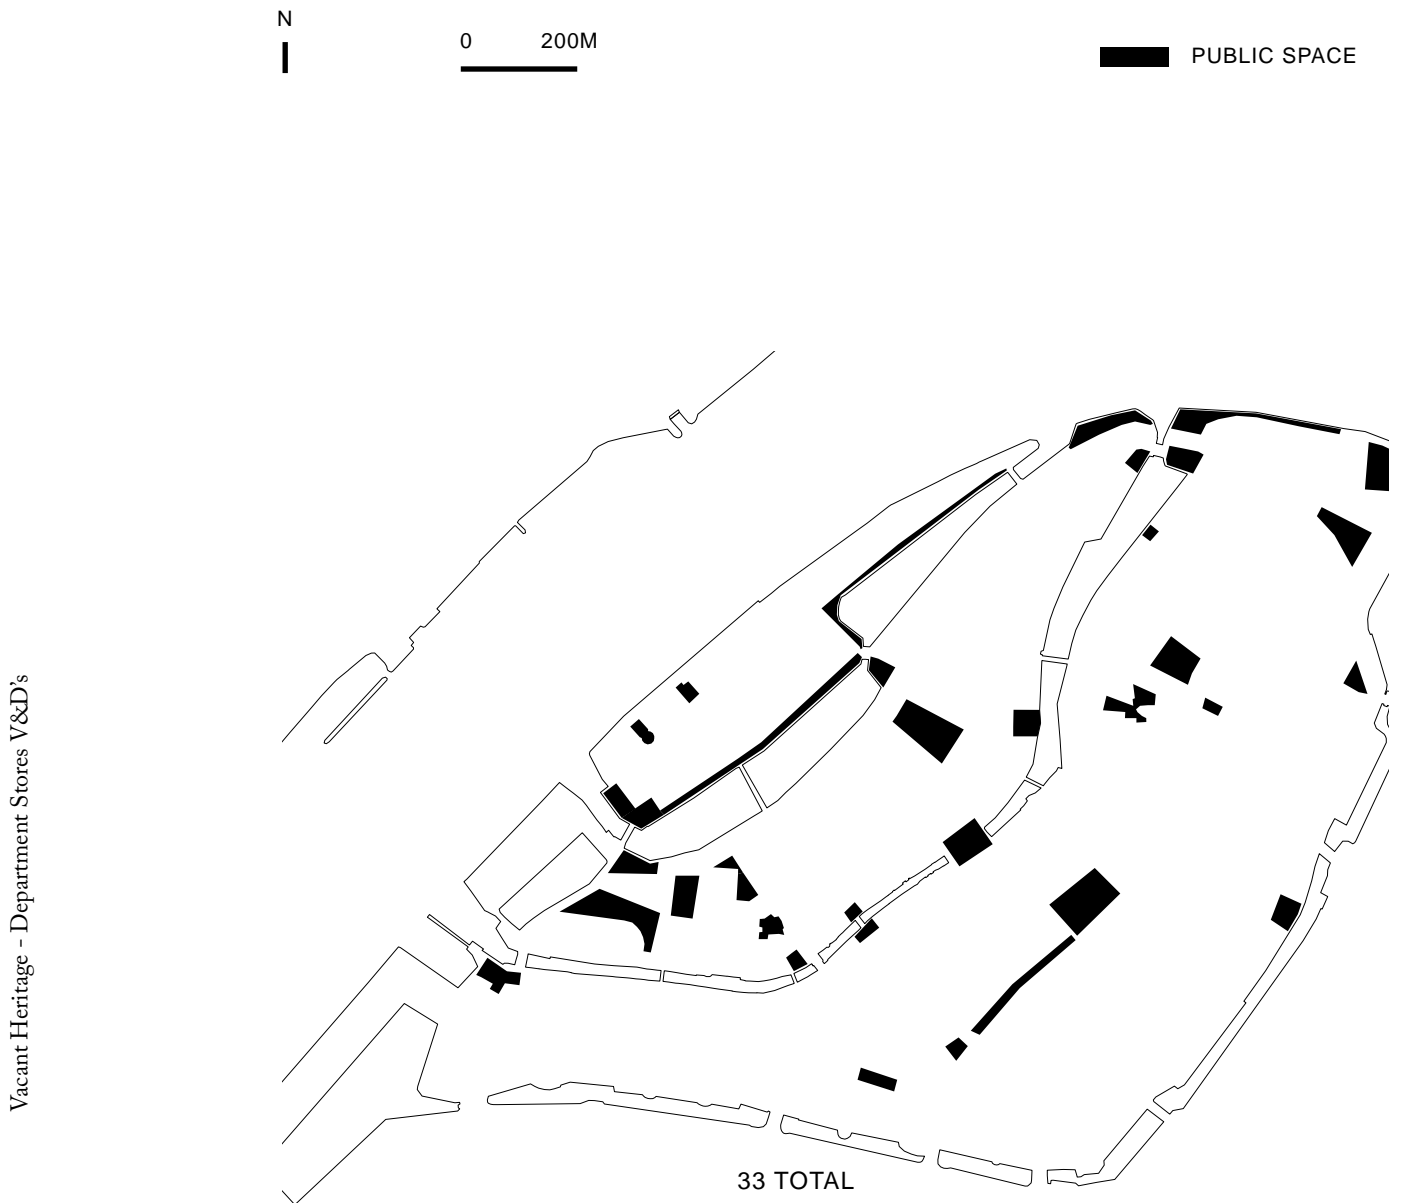 N
0 200M
PUBLIC SPACE
Vacant Heritage - Department Stores V&D's
33 TOTAL